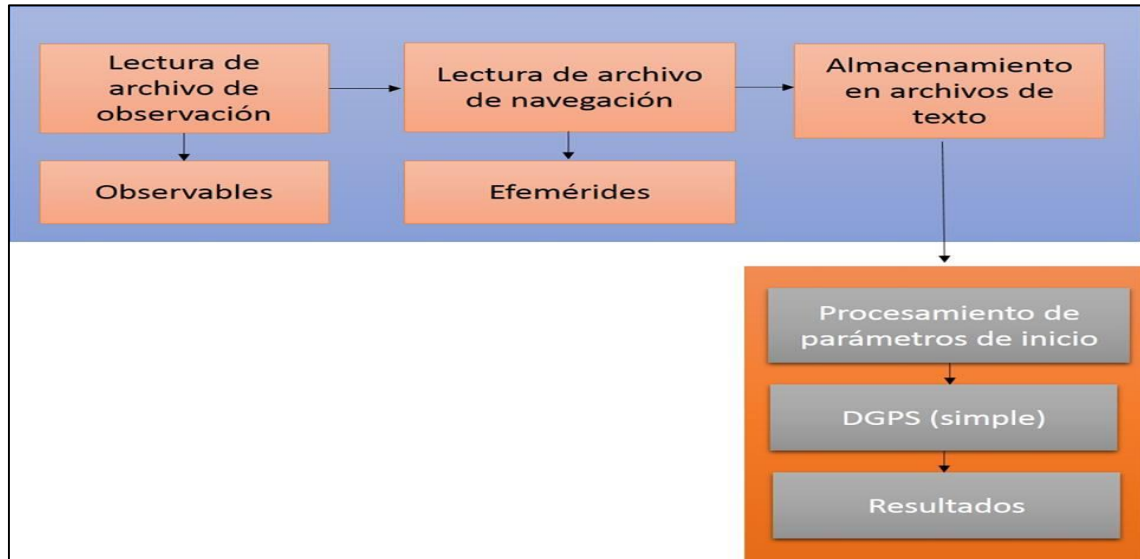 Lectura de
archivo de
observación
Lectura de archivo
de navegación
Almacenamiento
en archivos de
texto
Observables
Efemérides
Procesamiento de
parámetros de inicio
DGPS (simple)
Resultados